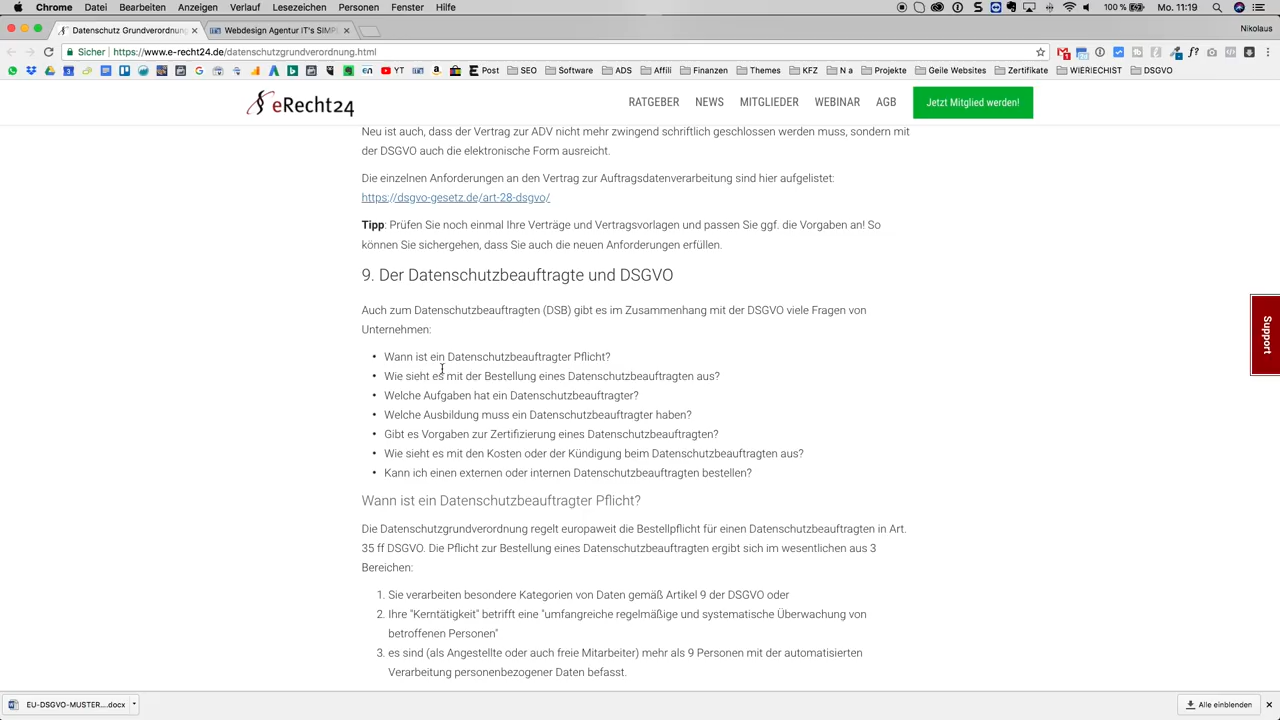 Chrome Datei Bearbeiten Anzeigen Verlauf Lesezeichen Personen Fenster Hilfe 100 % Mo. 11:19
Datenschutz Grundverordnung Webdesign Agentur IT's SIMP Nikolaus
Sicher | https://www.e-recht24.de/datenschutzgrundverordnung.html
YT Post SEO Software ADS Affili Finanzen Themes KFZ N a Projekte Geile Websites Zertifikate WIERIECHIST DSGVO
eRecht24 RATGEBER NEWS MITGLIEDER WEBINAR AGB Jetzt Mitglied werden!
Neu ist auch, dass der Vertrag zur ADV nicht mehr zwingend schriftlich geschlossen werden muss, sondern mit
der DSGVO auch die elektronische Form ausreicht.
Die einzelnen Anforderungen an den Vertrag zur Auftragsdatenverarbeitung sind hier aufgelistet:
https://dsgvo-gesetz.de/art-28-dsgvo/
Tipp: Prüfen Sie noch einmal Ihre Verträge und Vertragsvorlagen und passen Sie ggf. die Vorgaben an! So
können Sie sichergehen, dass Sie auch die neuen Anforderungen erfüllen.
9. Der Datenschutzbeauftragte und DSGVO
Auch zum Datenschutzbeauftragten (DSB) gibt es im Zusammenhang mit der DSGVO viele Fragen von
Unternehmen:
• Wann ist ein Datenschutzbeauftragter Pflicht?
• Wie sieht es mit der Bestellung eines Datenschutzbeauftragten aus?
• Welche Aufgaben hat ein Datenschutzbeauftragter?
• Welche Ausbildung muss ein Datenschutzbeauftragter haben?
• Gibt es Vorgaben zur Zertifizierung eines Datenschutzbeauftragten?
• Wie sieht es mit den Kosten oder der Kündigung beim Datenschutzbeauftragten aus?
• Kann ich einen externen oder internen Datenschutzbeauftragten bestellen?
Support
Wann ist ein Datenschutzbeauftragter Pflicht?
Die Datenschutzgrundverordnung regelt europaweit die Bestellpflicht für einen Datenschutzbeauftragten in Art.
35 ff DSGVO. Die Pflicht zur Bestellung eines Datenschutzbeauftragten ergibt sich im wesentlichen aus 3
Bereichen:
1. Sie verarbeiten besondere Kategorien von Daten gemäß Artikel 9 der DSGVO oder
2. Ihre "Kerntätigkeit" betrifft eine "umfangreiche regelmäßige und systematische Überwachung von
betroffenen Personen"
3. es sind (als Angestellte oder auch freie Mitarbeiter) mehr als 9 Personen mit der automatisierten
Verarbeitung personenbezogener Daten befasst.
EU-DSGVO-MUSTER....docx Alle einblenden